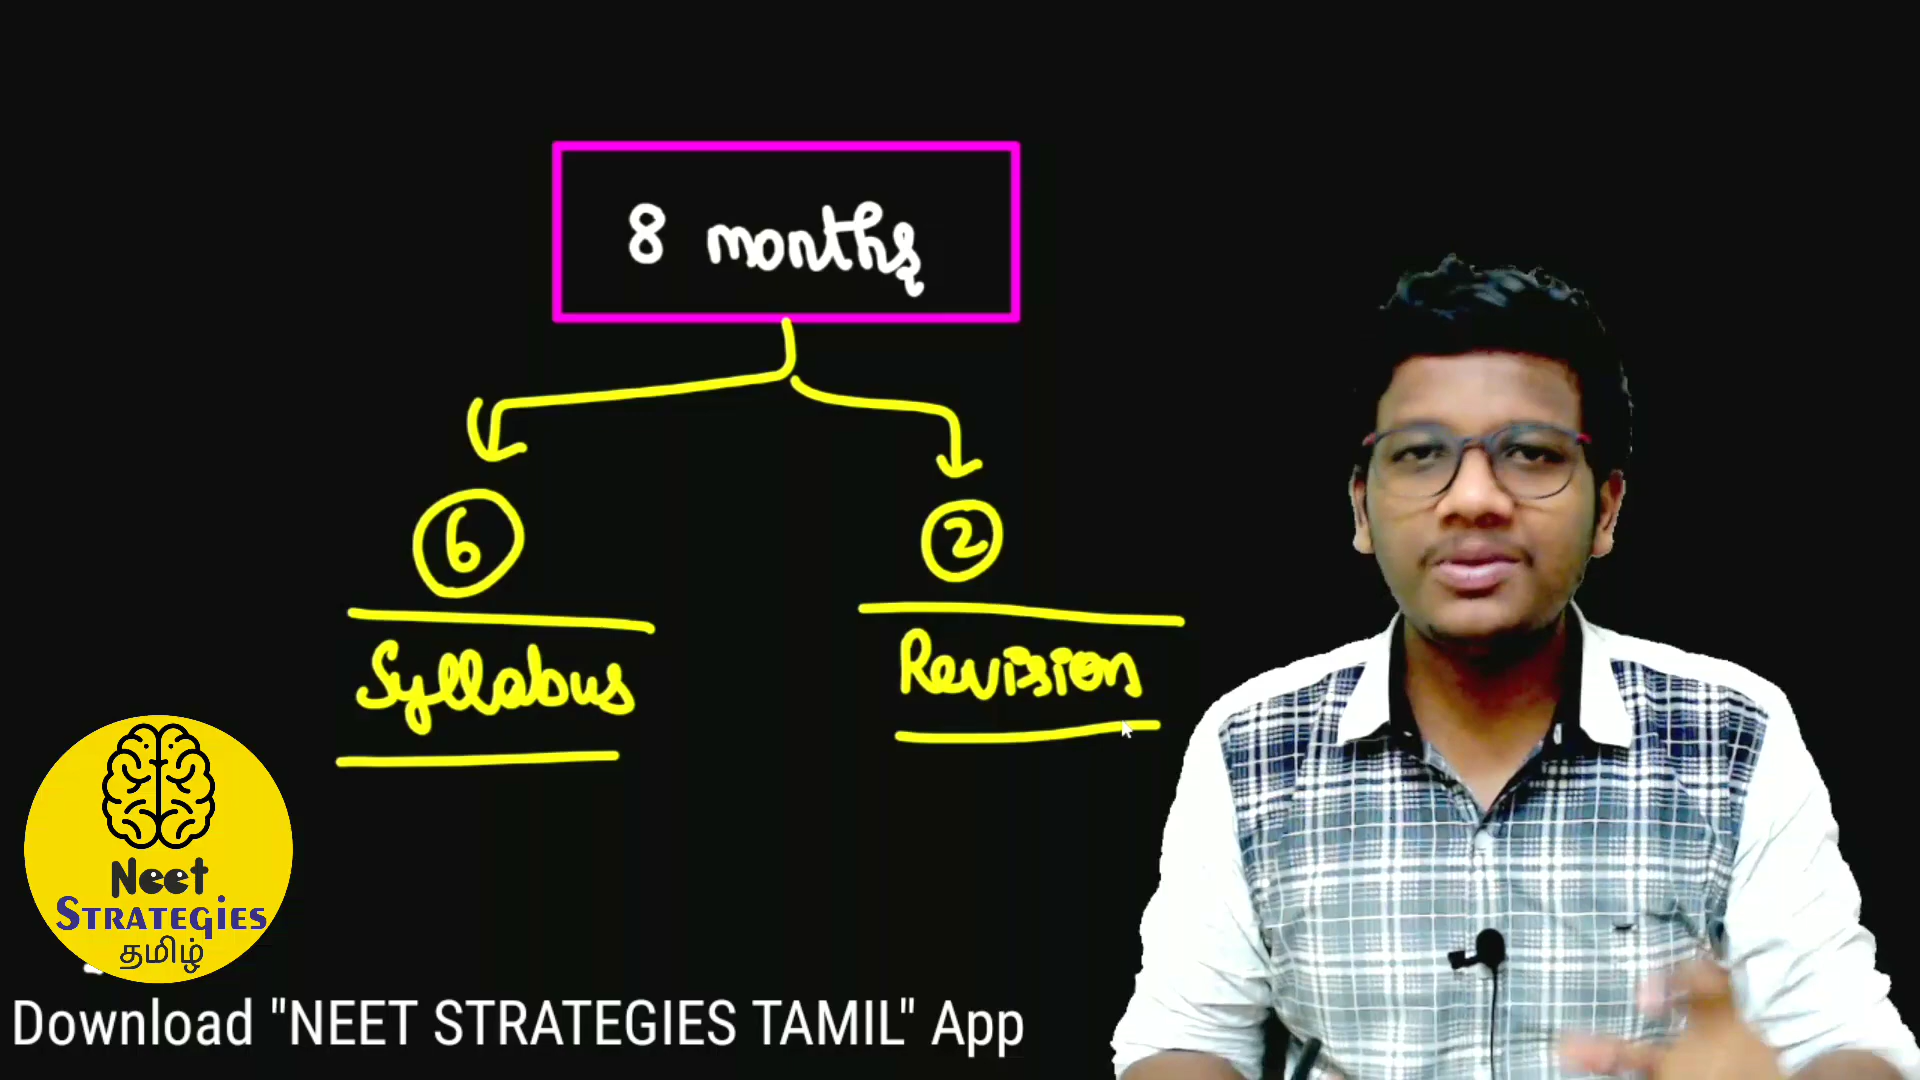 8 months
6
2
Syllabus
Revision
Neet
STRATEGiES
தமிழ்
Download "NEET STRATEGIES TAMIL" App